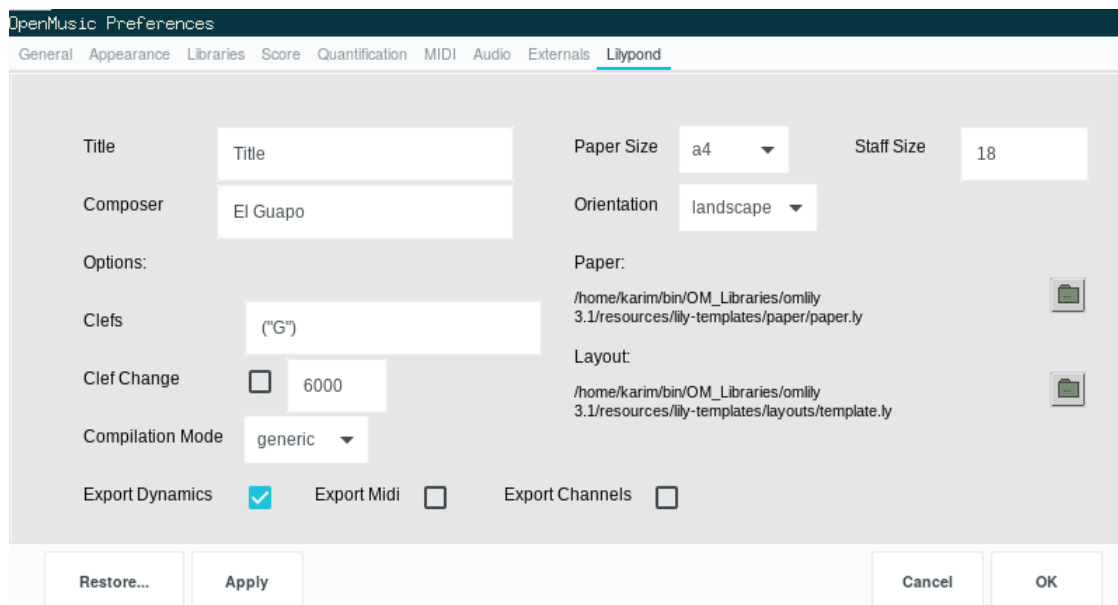 OpenMusic Preferences
General Appearance Libraries Score Quantification MIDI Audio Externals Lilypond
Title Title Paper Size a4 Staff Size 18
Composer El Guapo Orientation landscape
Options: Paper:
/home/karim/bin/OM_Libraries/omlily
3.1/resources/lily-templates/paper/paper.ly
Clefs ("G")
Layout:
Clef Change 6000
/home/karim/bin/OM_Libraries/omlily
3.1/resources/lily-templates/layouts/template.ly
Compilation Mode generic
Export Dynamics Export Midi Export Channels
Restore... Apply Cancel OK